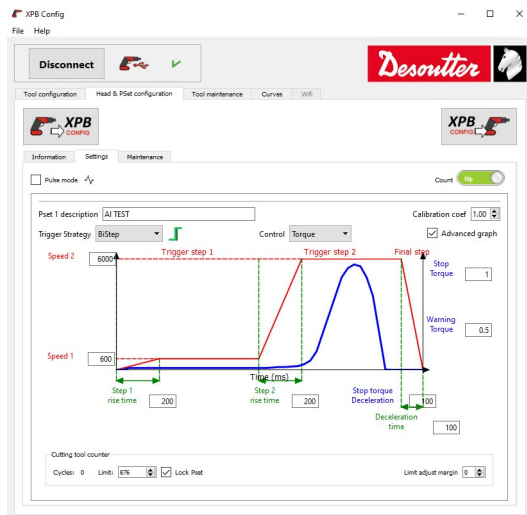 XPB Config
File Help
Disconnect
Desoutter
Tool configuration Head & PSet configuration Tool maintenance Curves Wifi
XPB CONFIG XPB CONFIG
Information Settings Maintenance
Pulse mode Count Up
Pset 1 description AI TEST Calibration coef 1.00
Trigger Strategy BiStep Control Torque Advanced graph
Speed 2 6000 Trigger step 1 Trigger step 2 Final step
Stop Torque 1
Warning Torque 0.5
Speed 1 600
Time (ms)
Step 1 rise time 200 Step 2 rise time 200 Stop torque Deceleration 100
Deceleration time 100
Cutting tool counter
Cycles: 0 Limit: 876 Lock Pset Limit adjust margin 0